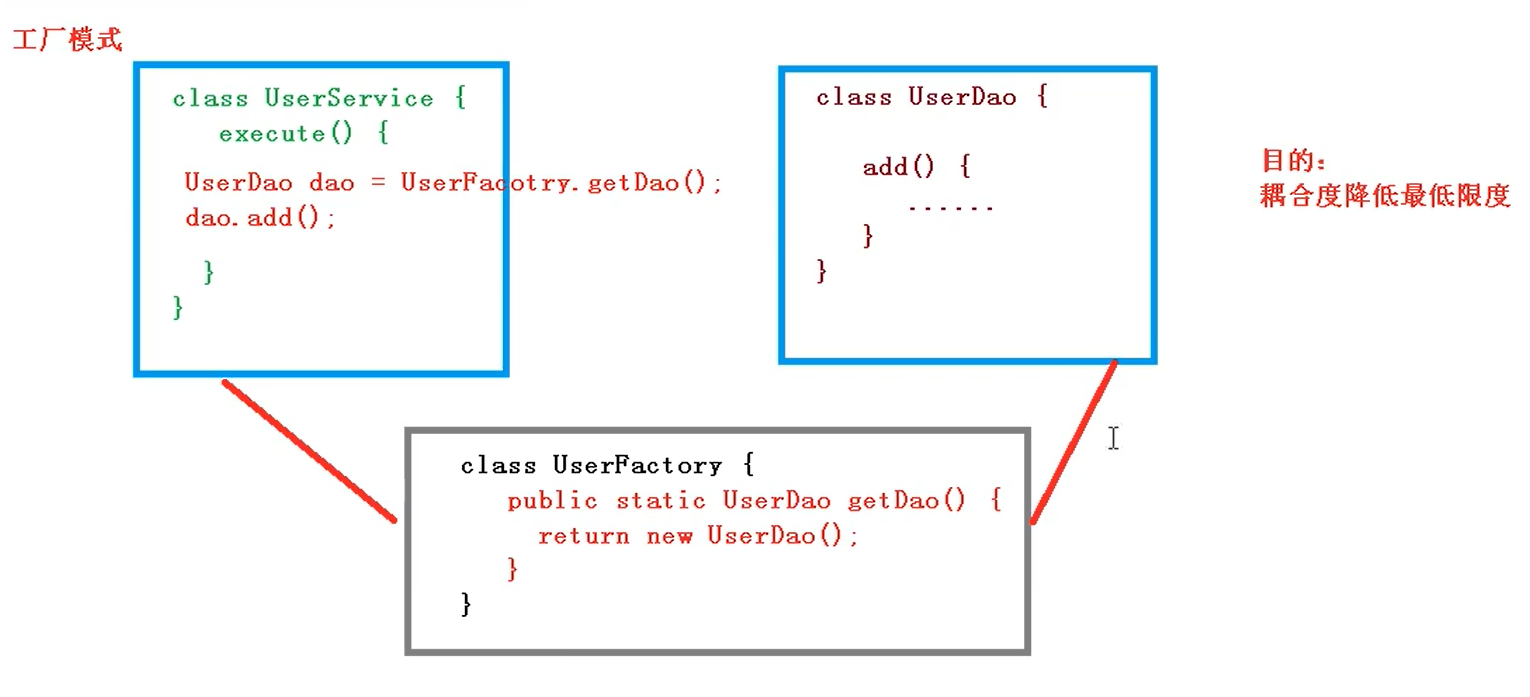 工厂模式
class UserService {
execute() {
UserDao dao = UserFacotry.getDao();
dao.add();
}
}
class UserDao {
add() {
......
}
}
目的:
耦合度降低最低限度
class UserFactory {
public static UserDao getDao() {
return new UserDao();
}
}